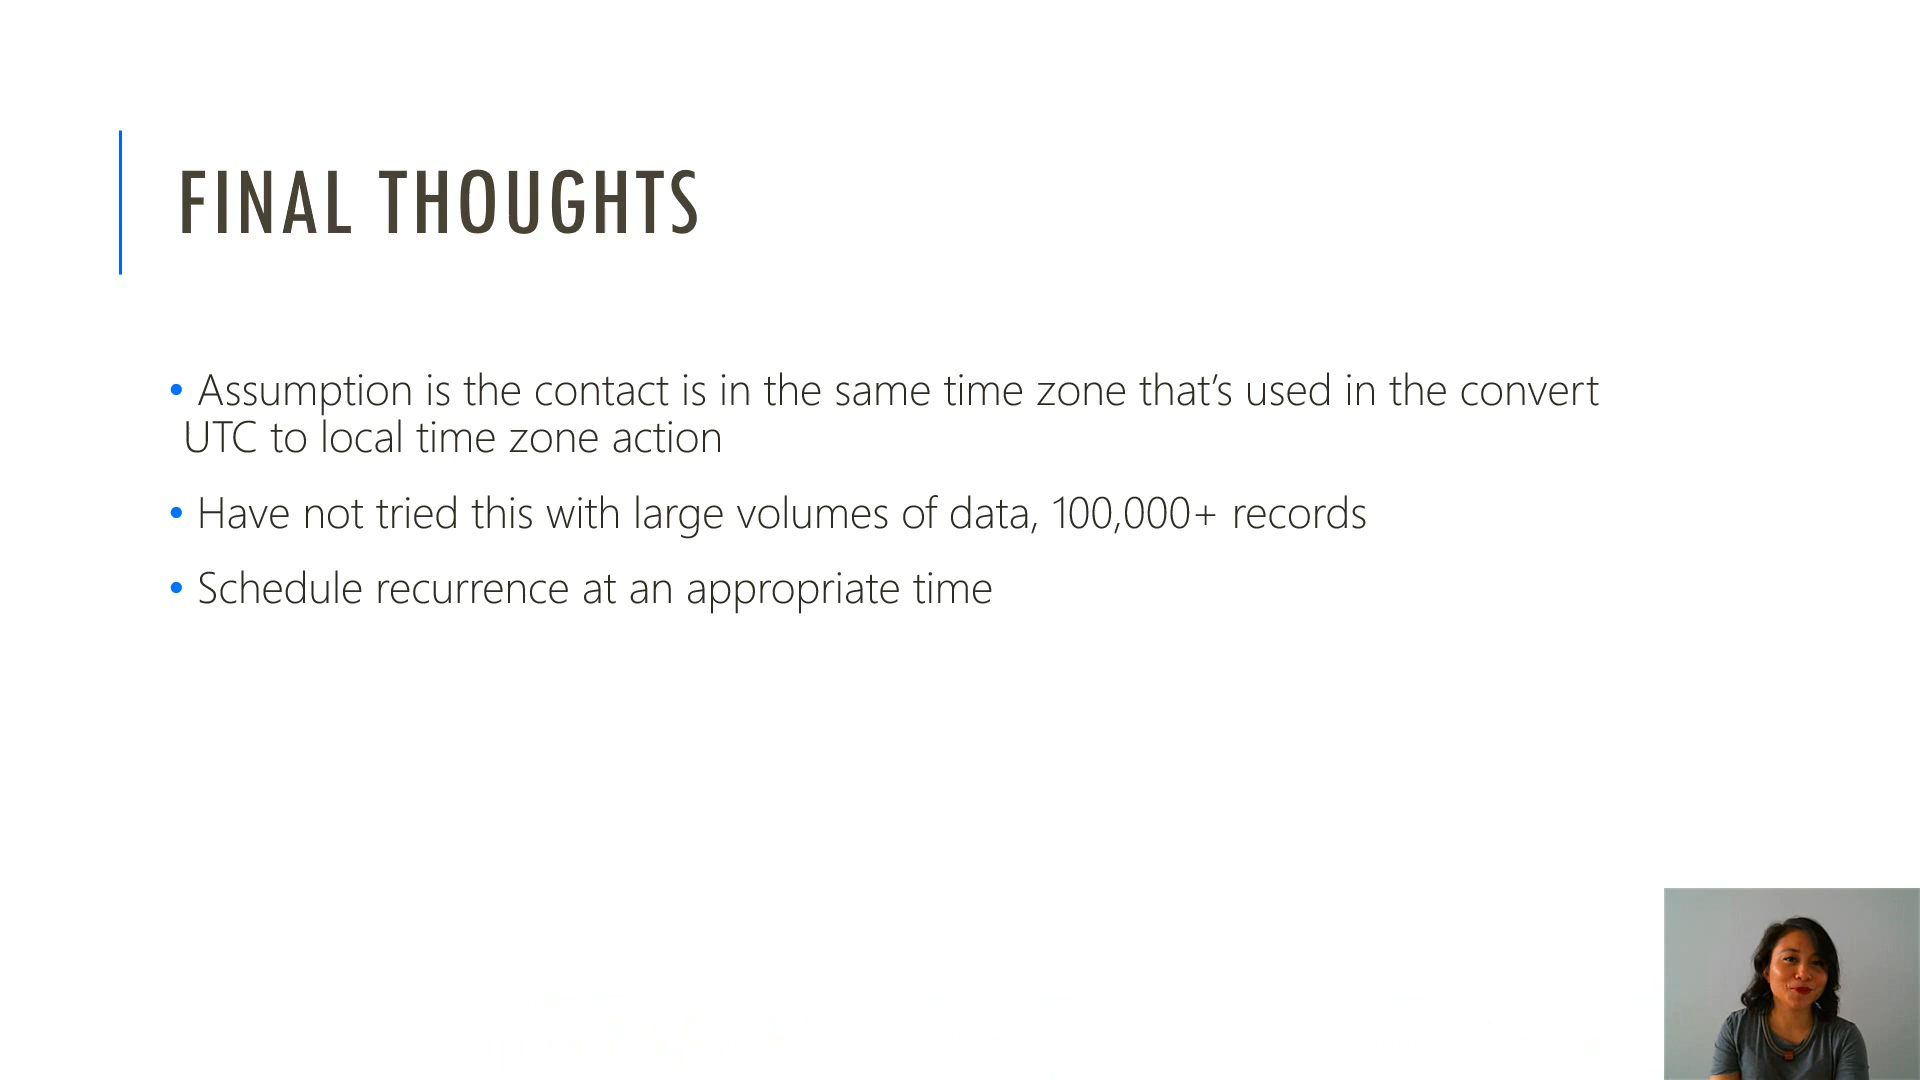 FINAL THOUGHTS
• Assumption is the contact is in the same time zone that’s used in the convert
UTC to local time zone action
• Have not tried this with large volumes of data, 100,000+ records
• Schedule recurrence at an appropriate time